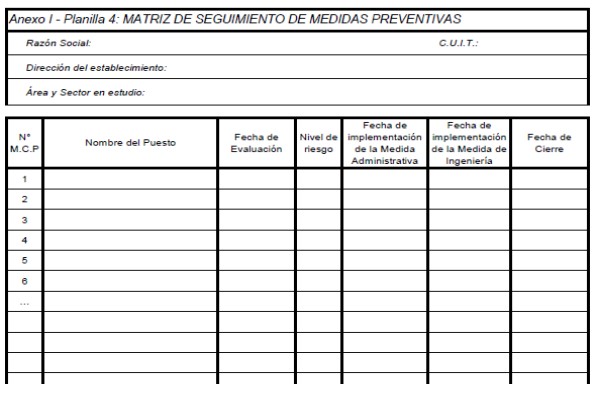 Anexo I - Planilla 4: MATRIZ DE SEGUIMIENTO DE MEDIDAS PREVENTIVAS
Razón Social: C.U.I.T.:
Dirección del establecimiento:
Área y Sector en estudio:
N° M.C.P
Nombre del Puesto
Fecha de Evaluación
Nivel de riesgo
Fecha de implementación de la Medida Administrativa
Fecha de implementación de la Medida de Ingeniería
Fecha de Cierre
1
2
3
4
5
6
...